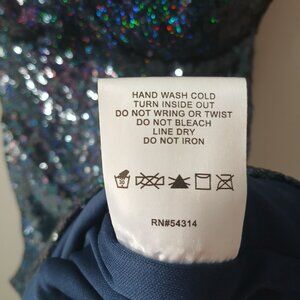 HAND WASH COLD
TURN INSIDE OUT
DO NOT WRING OR TWIST
DO NOT BLEACH
LINE DRY
DO NOT IRON
RN#54314